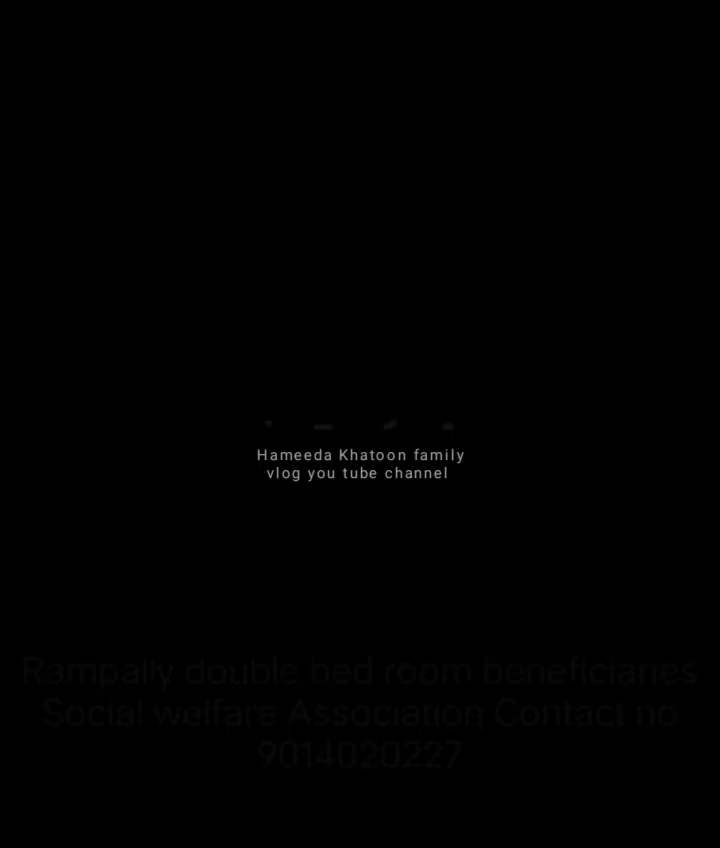 Hameeda Khatoon family
vlog you tube channel
Rampally double bed room beneficiaries
Social welfare Association Contact no
9014020227